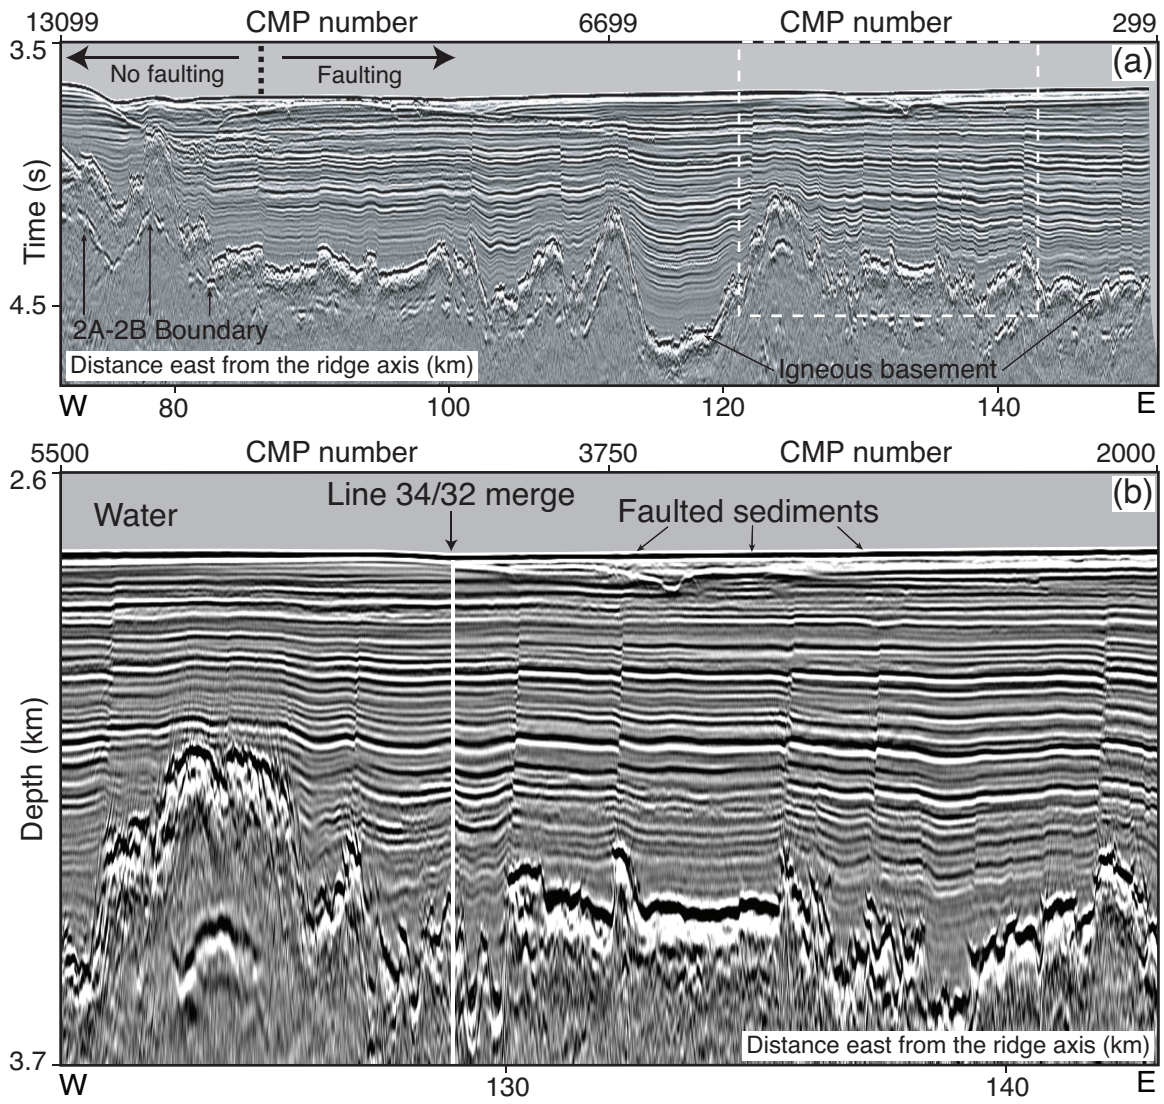 13099 CMP number 6699 CMP number 299
3.5
(a)
No faulting
Faulting
Time (s)
4.5
2A-2B Boundary
Igneous basement
Distance east from the ridge axis (km)
W 80 100 120 140 E
5500 CMP number 3750 CMP number 2000
2.6
(b)
Line 34/32 merge
Water
Faulted sediments
Depth (km)
Distance east from the ridge axis (km)
3.7
W 130 140 E